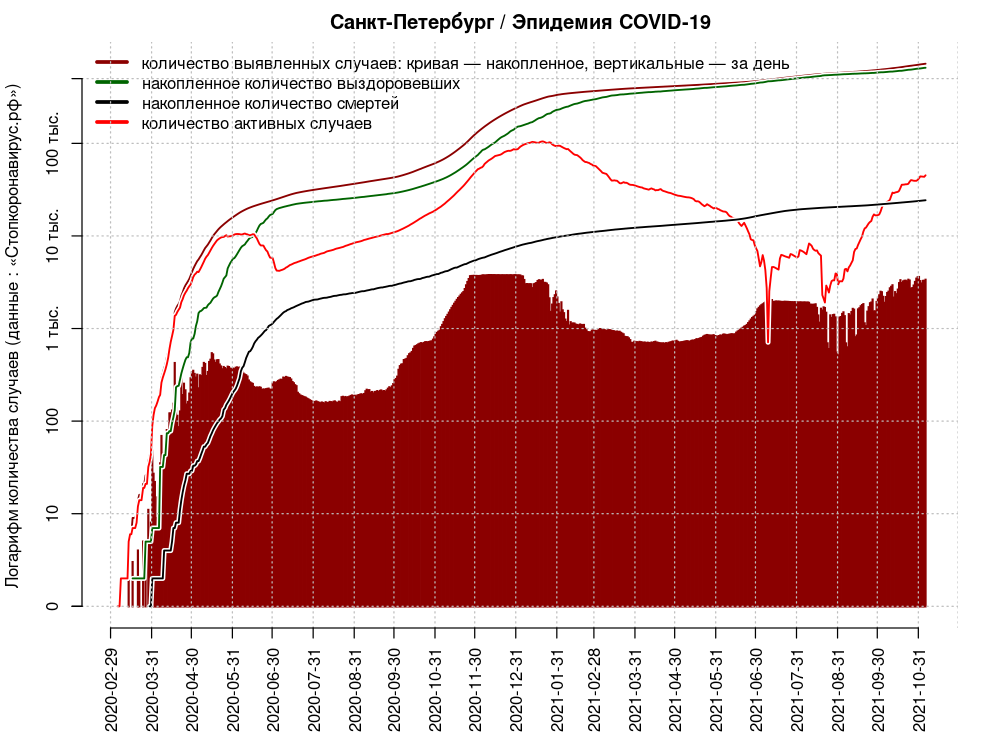 Санкт-Петербург / Эпидемия COVID-19
количество выявленных случаев: кривая — накопленное, вертикальные — за день
накопленное количество выздоровевших
накопленное количество смертей
количество активных случаев
Логарифм количества случаев (данные : «Стопкоронавирус.рф»)
100 тыс.
10 тыс.
1 тыс.
100
10
0
2020-02-29
2020-03-31
2020-04-30
2020-05-31
2020-06-30
2020-07-31
2020-08-31
2020-09-30
2020-10-31
2020-11-30
2020-12-31
2021-01-31
2021-02-28
2021-03-31
2021-04-30
2021-05-31
2021-06-30
2021-07-31
2021-08-31
2021-09-30
2021-10-31